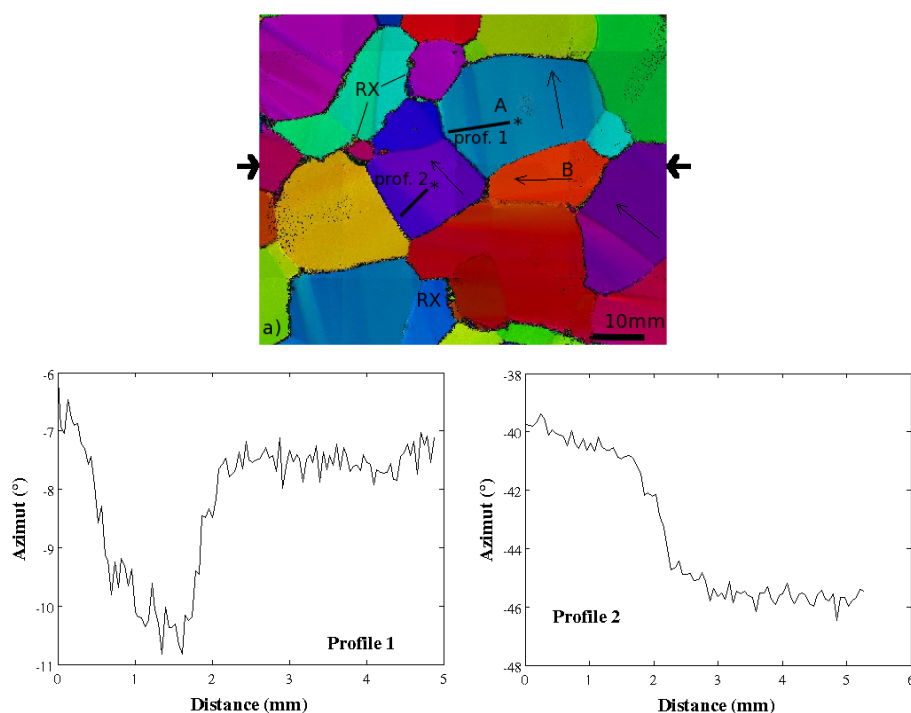 RX
A
*
prof. 1
B
prof. 2
*
RX
a)
10mm
-6
-7
-8
-9
-10
-11
Azimut (°)
0
1
2
3
4
5
Distance (mm)
Profile 1
-38
-40
-42
-44
-46
-48
Azimut (°)
0
1
2
3
4
5
6
Distance (mm)
Profile 2